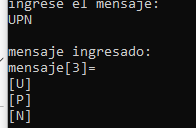 ingrese el mensaje:
UPN
mensaje ingresado:
mensaje[3]=
[U]
[P]
[N]